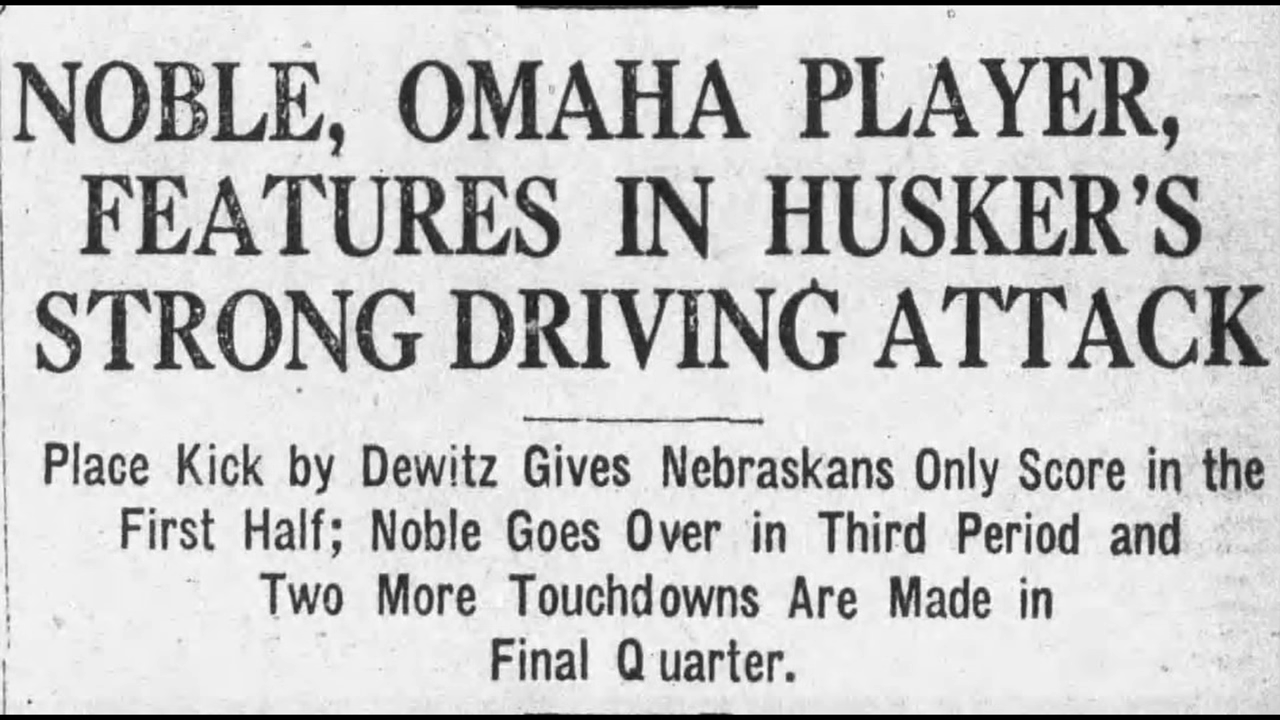 NOBLE, OMAHA PLAYER,
FEATURES IN HUSKER'S
STRONG DRIVING ATTACK
Place Kick by Dewitz Gives Nebraskans Only Score in the
First Half; Noble Goes Over in Third Period and
Two More Touchdowns Are Made in
Final Quarter.